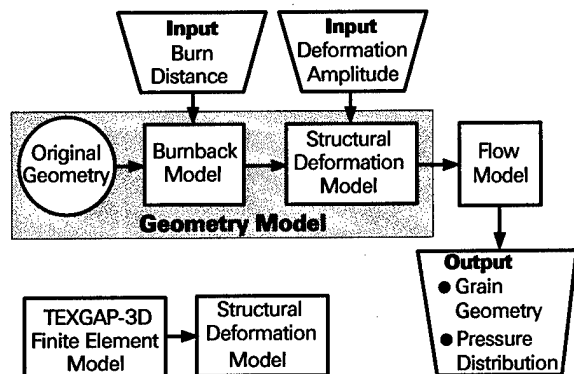 Input
Burn
Distance
Input
Deformation
Amplitude
Original
Geometry
Burnback
Model
Structural
Deformation
Model
Flow
Model
Geometry Model
Output
● Grain
Geometry
● Pressure
Distribution
TEXGAP-3D
Finite Element
Model
Structural
Deformation
Model